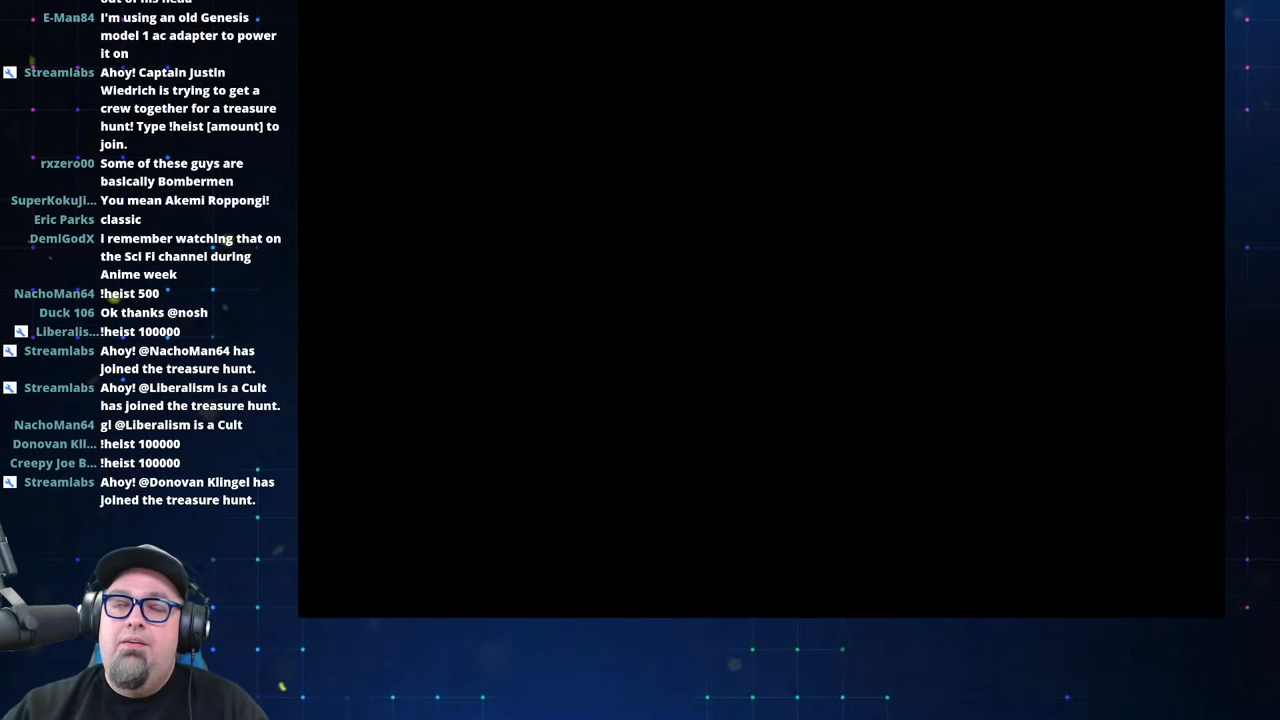 E-Man84 I'm using an old Genesis
model 1 ac adapter to power
it on
Streamlabs Ahoy! Captain Justin
Wiedrich is trying to get a
crew together for a treasure
hunt! Type !heist [amount] to
join.
rxzero00 Some of these guys are
basically Bombermen
SuperKokuJi... You mean Akemi Roppongi!
Eric Parks classic
DemiGodX I remember watching that on
the Sci Fi channel during
Anime week
NachoMan64 !heist 500
Duck 106 Ok thanks @nosh
Liberalis... !heist 100000
Streamlabs Ahoy! @NachoMan64 has
joined the treasure hunt.
Streamlabs Ahoy! @Liberalism is a Cult
has joined the treasure hunt.
NachoMan64 gl @Liberalism is a Cult
Donovan Kli... !heist 100000
Creepy Joe B... !heist 100000
Streamlabs Ahoy! @Donovan Klingel has
joined the treasure hunt.